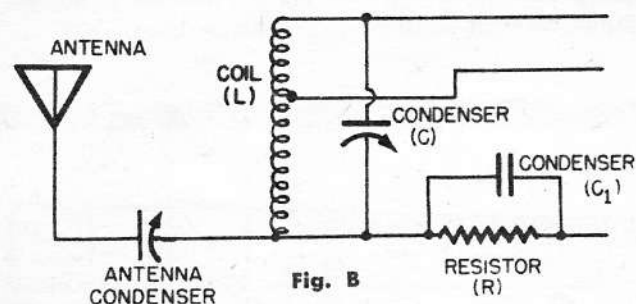 ANTENNA
COIL
(L)
CONDENSER
(C)
CONDENSER
(C1)
ANTENNA
CONDENSER
Fig. B
RESISTOR
(R)